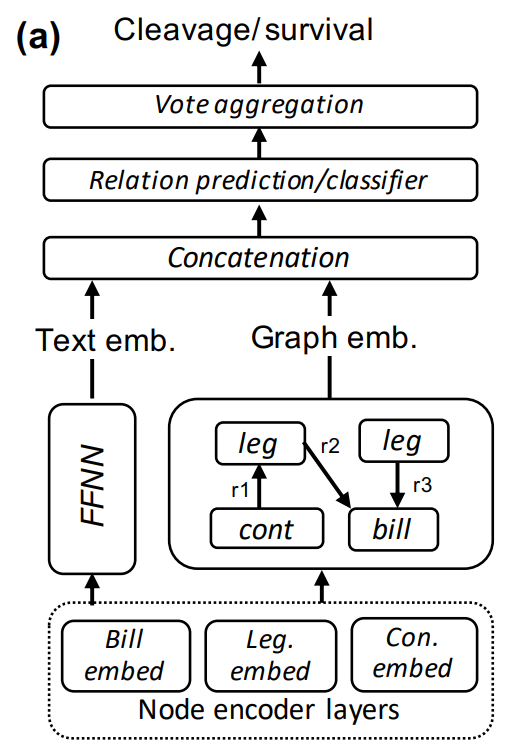 (a)
Cleavage/ survival
Vote aggregation
Relation prediction/classifier
Concatenation
Text emb.
Graph emb.
FFNN
leg
r2
leg
r1
r3
cont
bill
Bill
embed
Leg.
embed
Con.
embed
Node encoder layers